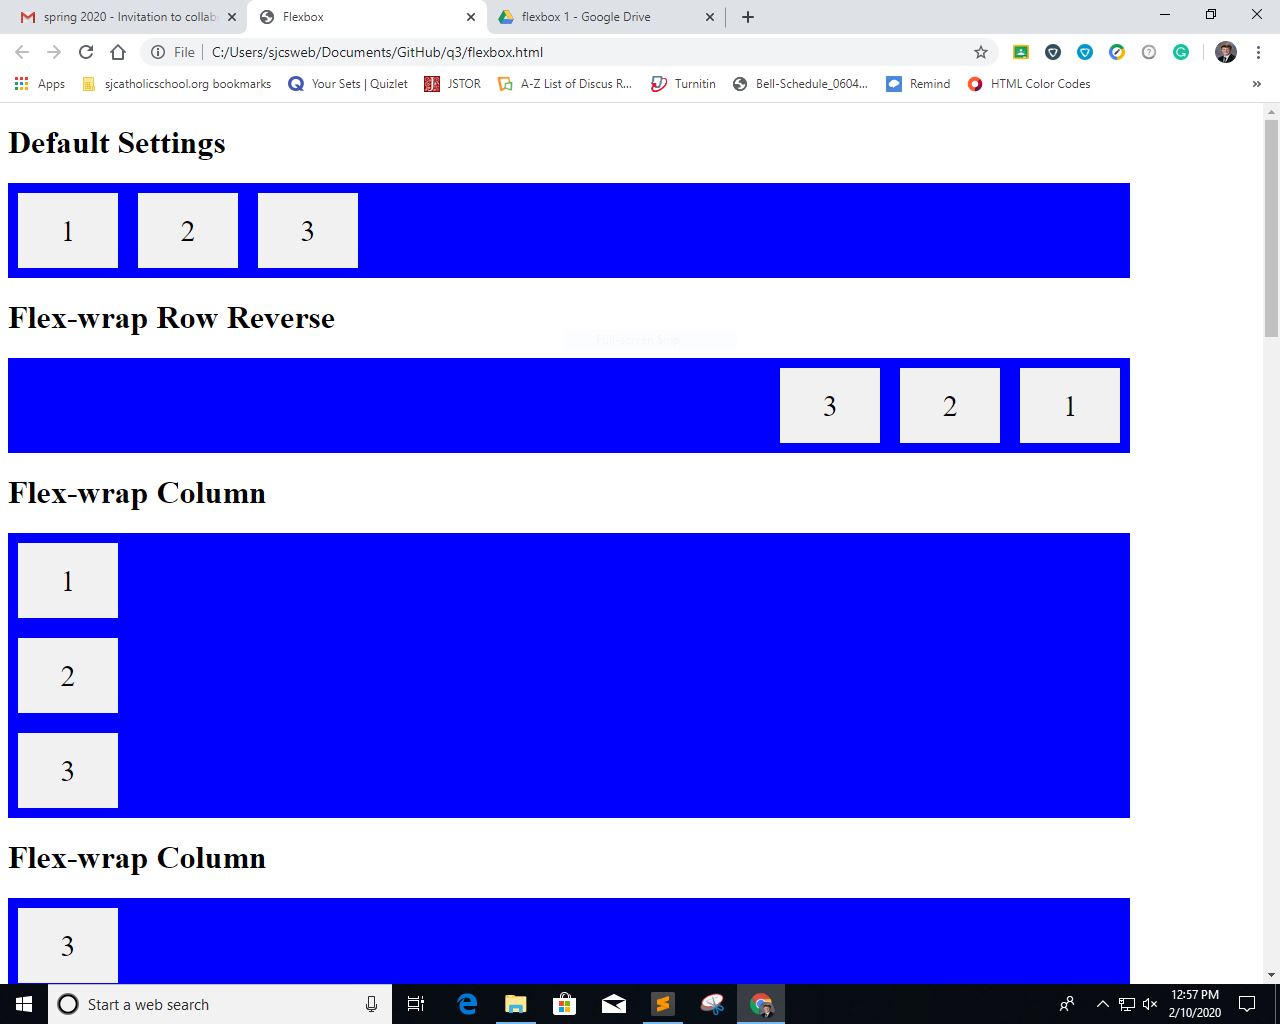 spring 2020 - Invitation to collab
Flexbox
flexbox 1 - Google Drive
File
C:/Users/sjcsweb/Documents/GitHub/q3/flexbox.html
Apps
sjcatholicschool.org bookmarks
Your Sets | Quizlet
JSTOR
A-Z List of Discus R...
Turnitin
Bell-Schedule_0604...
Remind
HTML Color Codes
»
Default Settings
1 2 3
Flex-wrap Row Reverse
Full-screen Snip
3 2 1
Flex-wrap Column
1
2
3
Flex-wrap Column
3
Start a web search
12:57 PM
2/10/2020